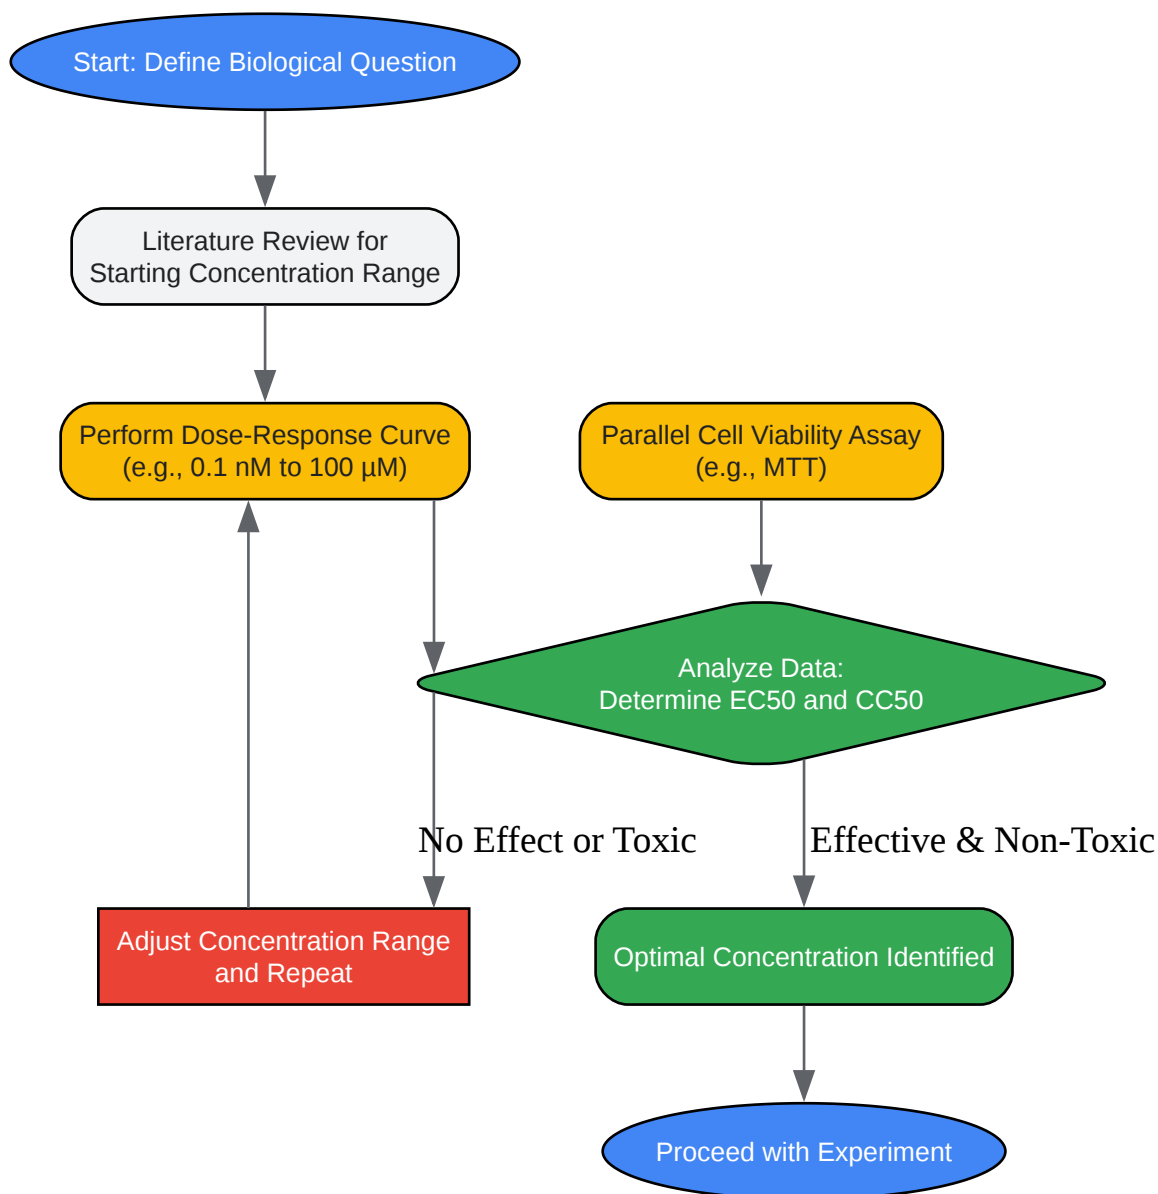 Start: Define Biological Question
Literature Review for
Starting Concentration Range
Perform Dose-Response Curve
(e.g., 0.1 nM to 100 µM)
Parallel Cell Viability Assay
(e.g., MTT)
Analyze Data:
Determine EC50 and CC50
No Effect or Toxic
Effective & Non-Toxic
Adjust Concentration Range
and Repeat
Optimal Concentration Identified
Proceed with Experiment